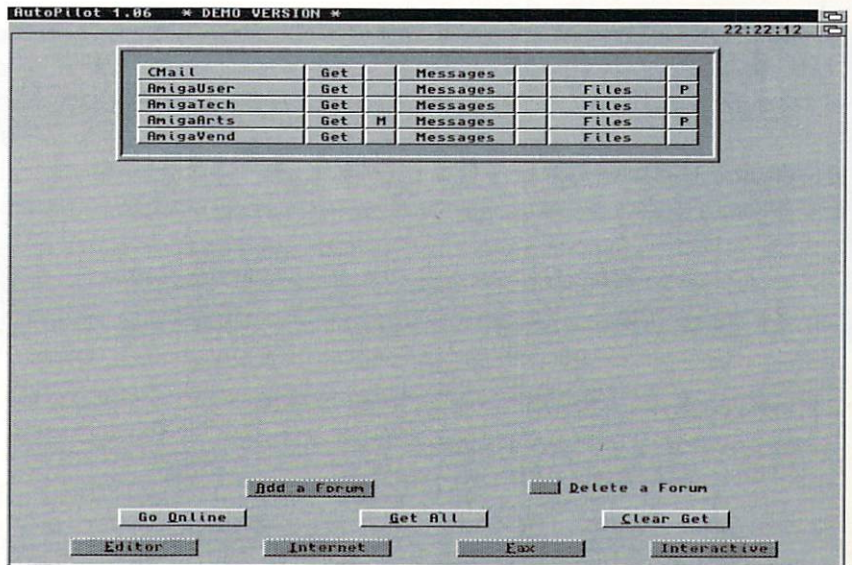 AutoPilot 1.06 * DEMO VERSION *
22:22:12
CMail Get Messages
AmigaUser Get Messages Files P
AmigaTech Get Messages Files
AmigaArts Get M Messages Files P
AmigaVend Get Messages Files
Add a Forum Delete a Forum
Go Online Get All Clear Get
Editor Internet Fax Interactive